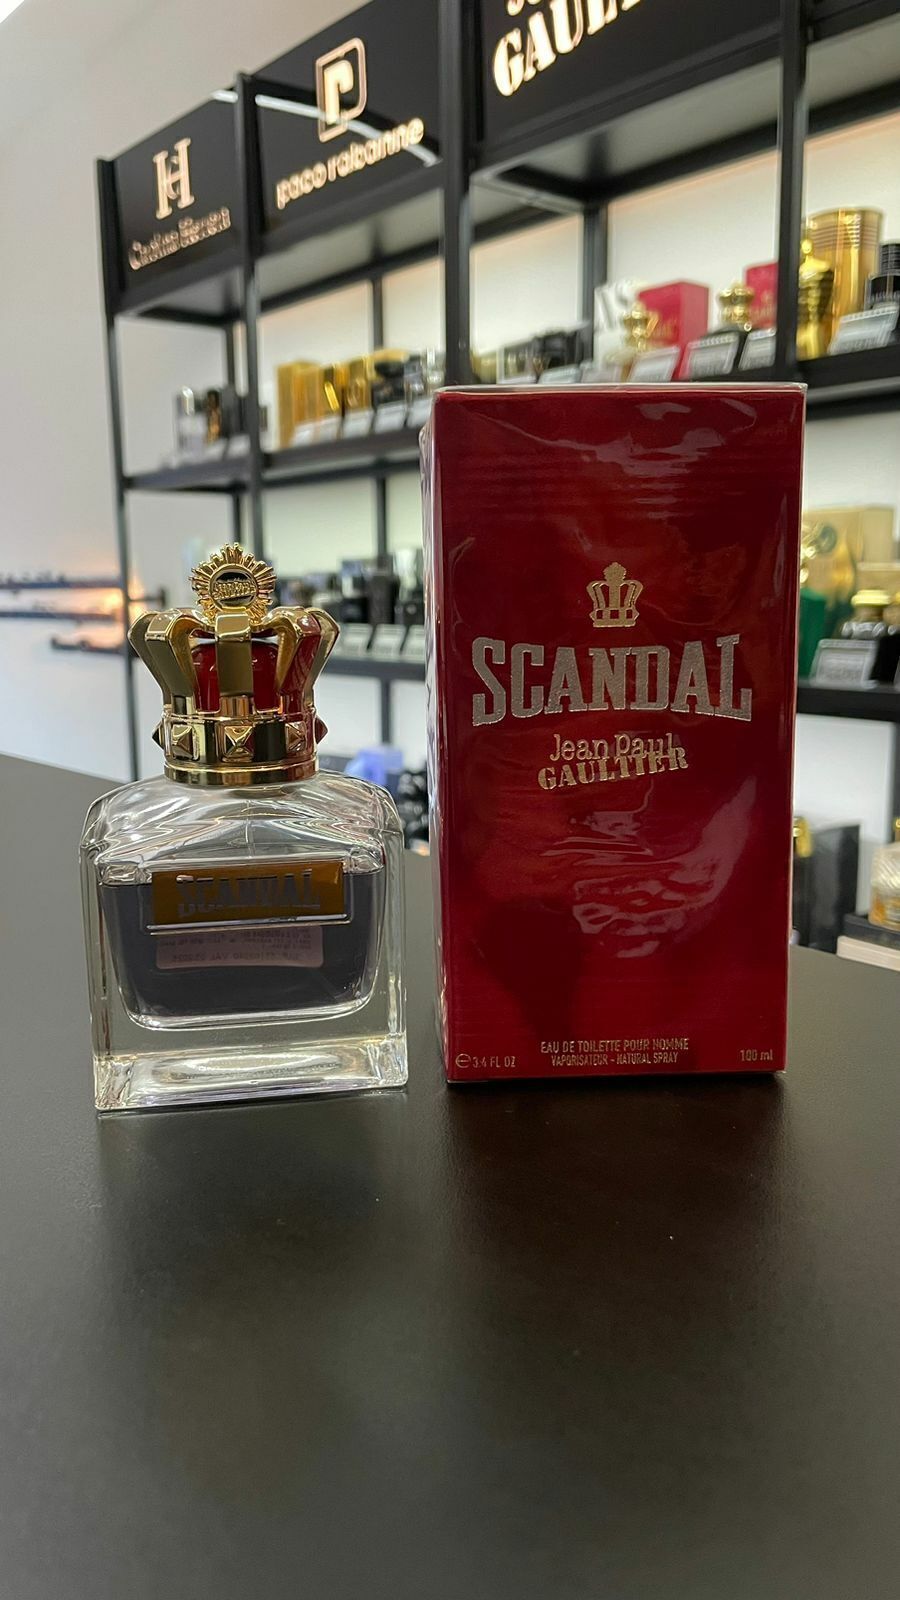 H
paco rabanne
GAUL
SCANDAL
Jean Paul
GAULTIER
EAU DE TOILETTE POUR HOMME
℮ 3.4 FL OZ VAPORISATEUR - NATURAL SPRAY 100 ml
SCANDAL